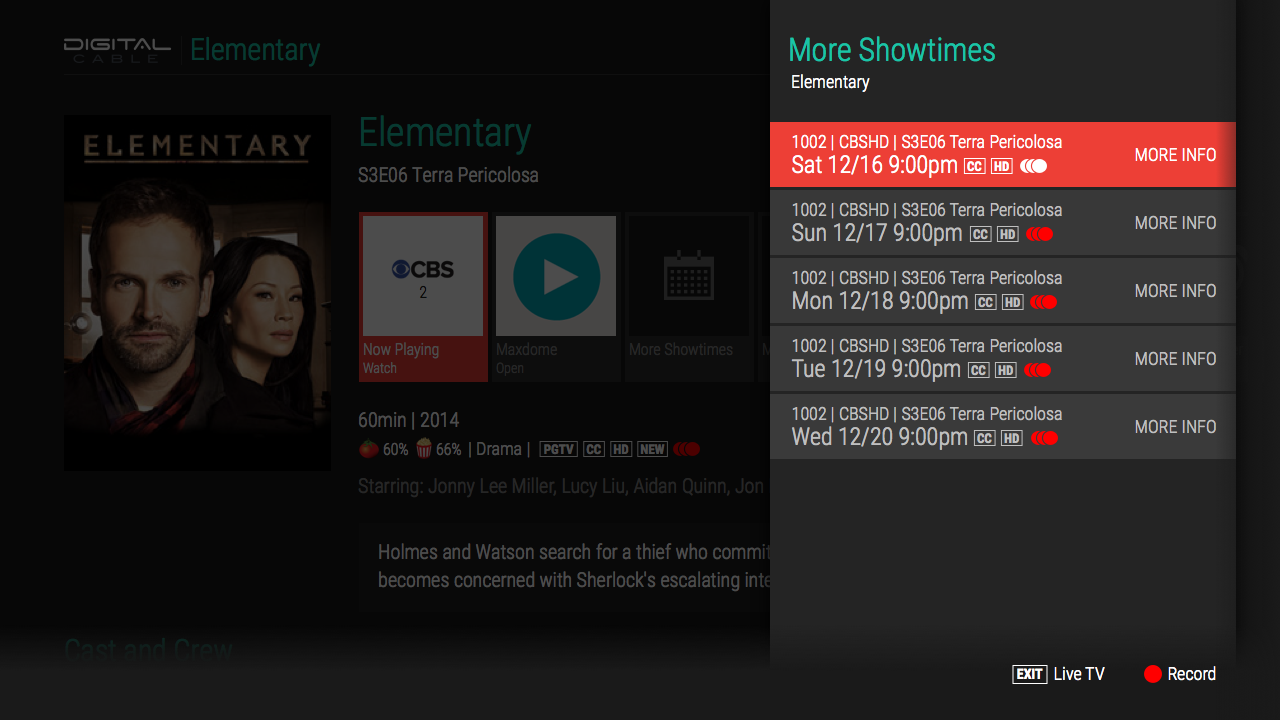 DIGITAL
CABLE
Elementary
ELEMENTARY
Elementary
S3E06 Terra Pericolosa
CBS
2
Now Playing
Watch
Maxdome
Open
More Showtimes
60min | 2014
60% 66% | Drama | PGTV CC HD NEW
Starring: Jonny Lee Miller, Lucy Liu, Aidan Quinn, Jon
Holmes and Watson search for a thief who commit
becomes concerned with Sherlock's escalating inte
Cast and Crew
More Showtimes
Elementary
1002 | CBSHD | S3E06 Terra Pericolosa
Sat 12/16 9:00pm CC HD
MORE INFO
1002 | CBSHD | S3E06 Terra Pericolosa
Sun 12/17 9:00pm CC HD
MORE INFO
1002 | CBSHD | S3E06 Terra Pericolosa
Mon 12/18 9:00pm CC HD
MORE INFO
1002 | CBSHD | S3E06 Terra Pericolosa
Tue 12/19 9:00pm CC HD
MORE INFO
1002 | CBSHD | S3E06 Terra Pericolosa
Wed 12/20 9:00pm CC HD
MORE INFO
EXIT Live TV
Record